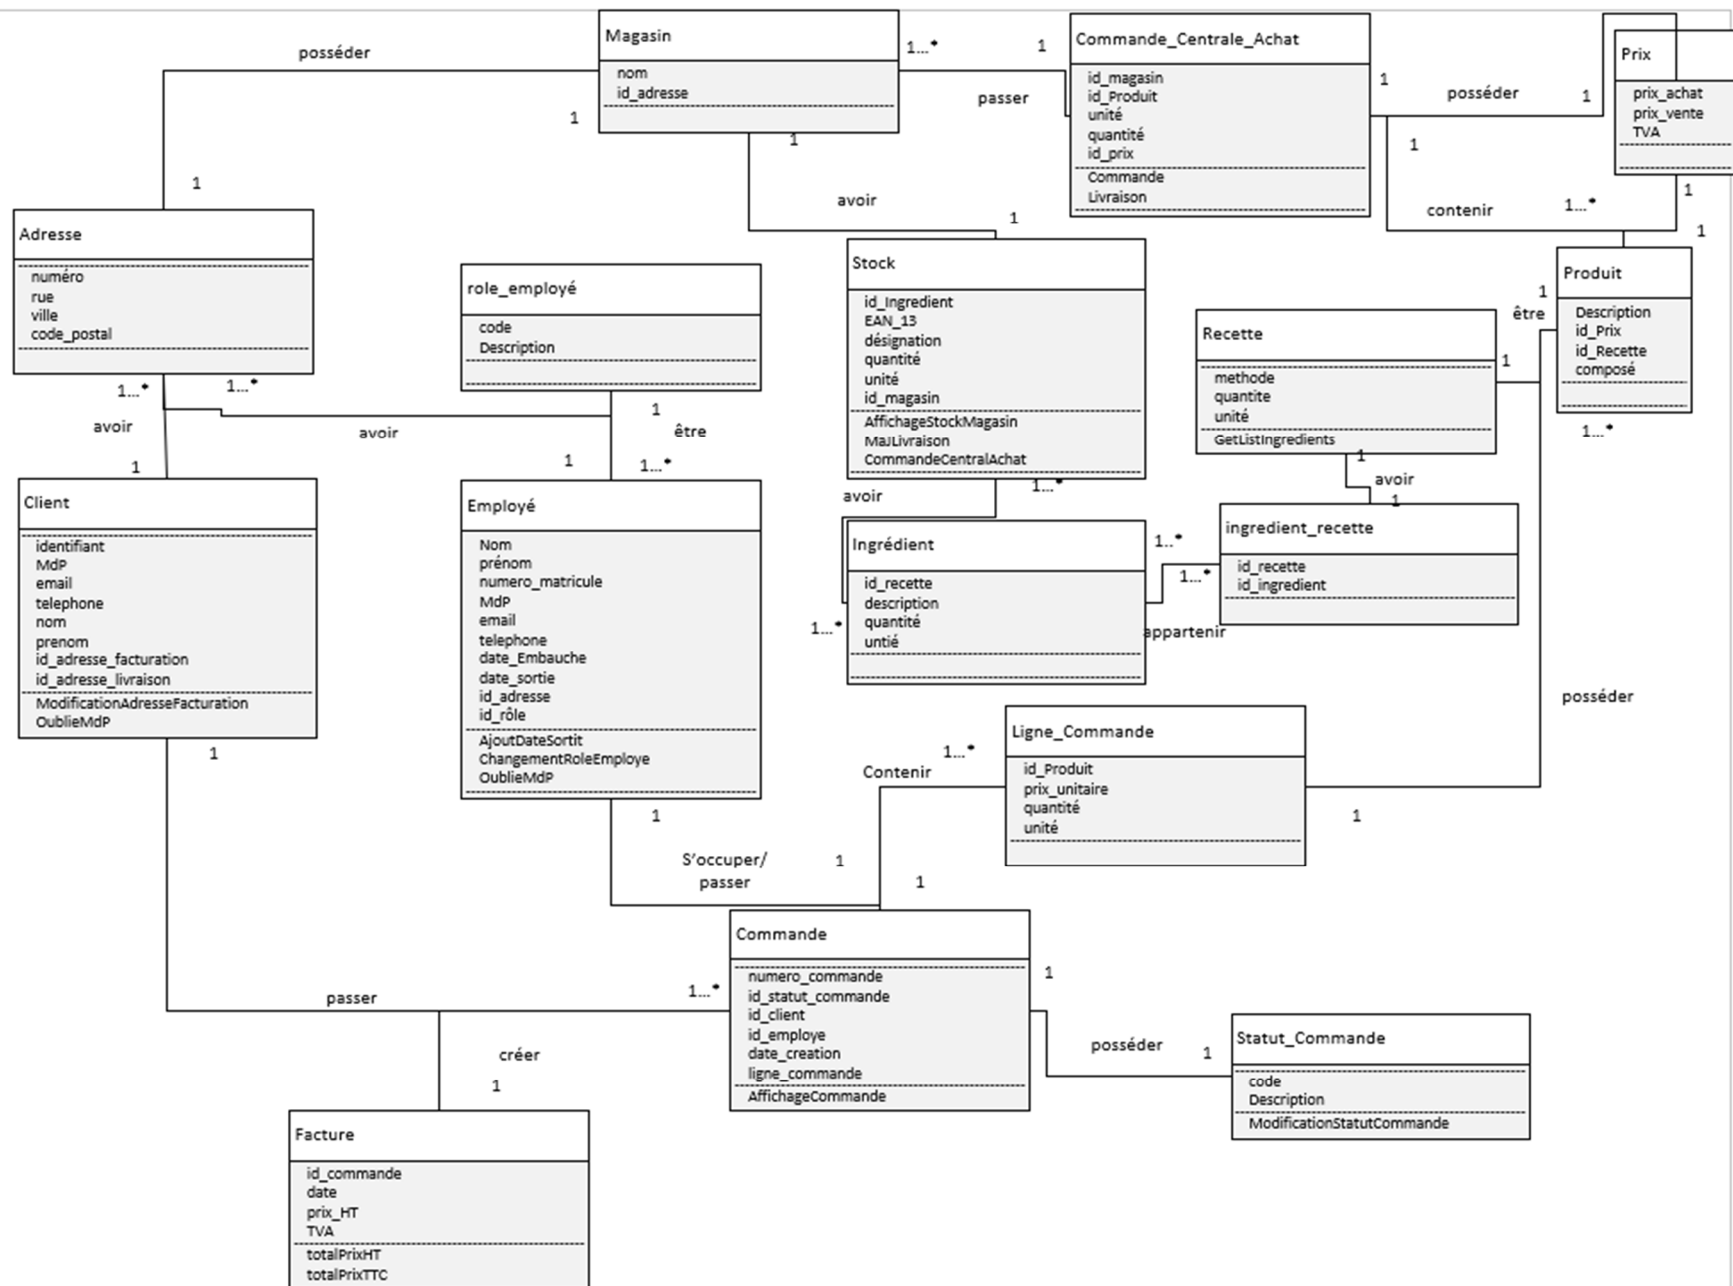 Magasin
nom
id_adresse
posséder
1
1
1...*
1
passer
Commande_Centrale_Achat
id_magasin
id_Produit
unité
quantité
id_prix
Commande
Livraison
1
posséder
1
Prix
prix_achat
prix_vente
TVA
1
contenir
1...*
1
1
1
avoir
1
Adresse
numéro
rue
ville
code_postal
role_employé
code
Description
Stock
id_Ingredient
EAN_13
désignation
quantité
unité
id_magasin
AffichageStockMagasin
MaJLivraison
CommandeCentralAchat
Produit
Description
id_Prix
id_Recette
composé
1
être
1
1...*
Recette
methode
quantite
unité
GetListIngredients
1
avoir
1
1...*
1...*
avoir
avoir
1
1
1
être
1...*
avoir
1...*
Client
identifiant
MdP
email
telephone
nom
prenom
id_adresse_facturation
id_adresse_livraison
ModificationAdresseFacturation
OublieMdP
Employé
Nom
prénom
numero_matricule
MdP
email
telephone
date_Embauche
date_sortie
id_adresse
id_rôle
AjoutDateSortit
ChangementRoleEmploye
OublieMdP
Ingrédient
id_recette
description
quantité
untié
1...*
1..*
1...*
appartenir
ingredient_recette
id_recette
id_ingredient
posséder
Ligne_Commande
id_Produit
prix_unitaire
quantité
unité
1...*
Contenir
1
1
1
S'occuper/
passer
1
1
Commande
numero_commande
id_statut_commande
id_client
id_employe
date_creation
ligne_commande
AffichageCommande
passer
1...*
créer
1
1
posséder
1
Statut_Commande
code
Description
ModificationStatutCommande
Facture
id_commande
date
prix_HT
TVA
totalPrixHT
totalPrixTTC